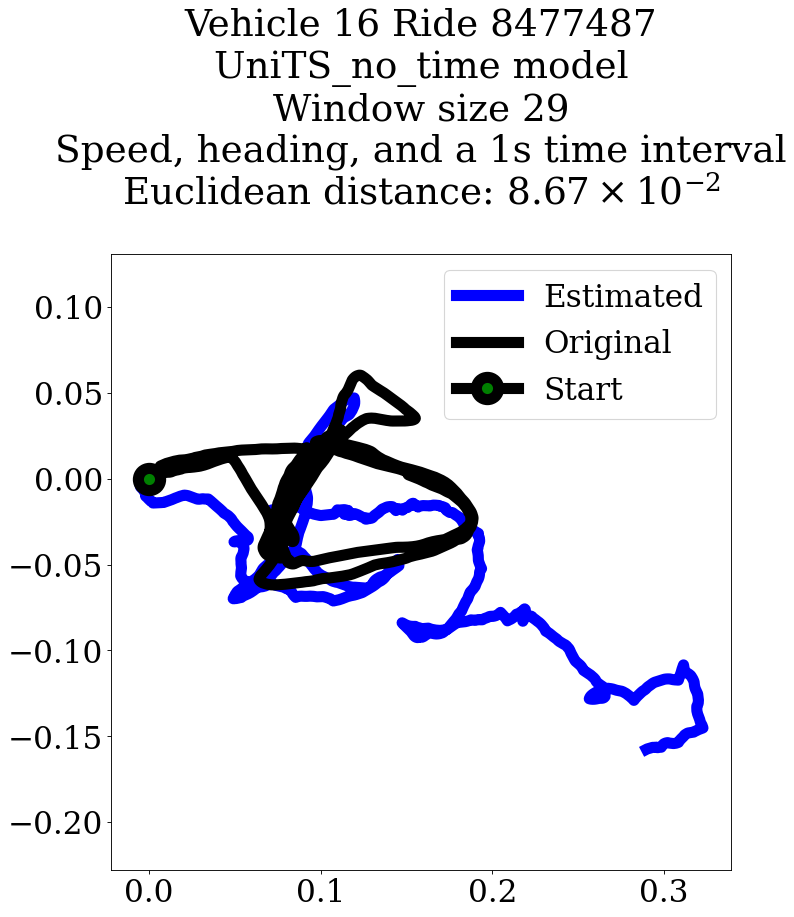 Vehicle 16 Ride 8477487
UniTS_no_time model
Window size 29
Speed, heading, and a 1s time interval
Euclidean distance: 8.67 × 10⁻²
Estimated
Original
Start
0.10
0.05
0.00
−0.05
−0.10
−0.15
−0.20
0.0 0.1 0.2 0.3